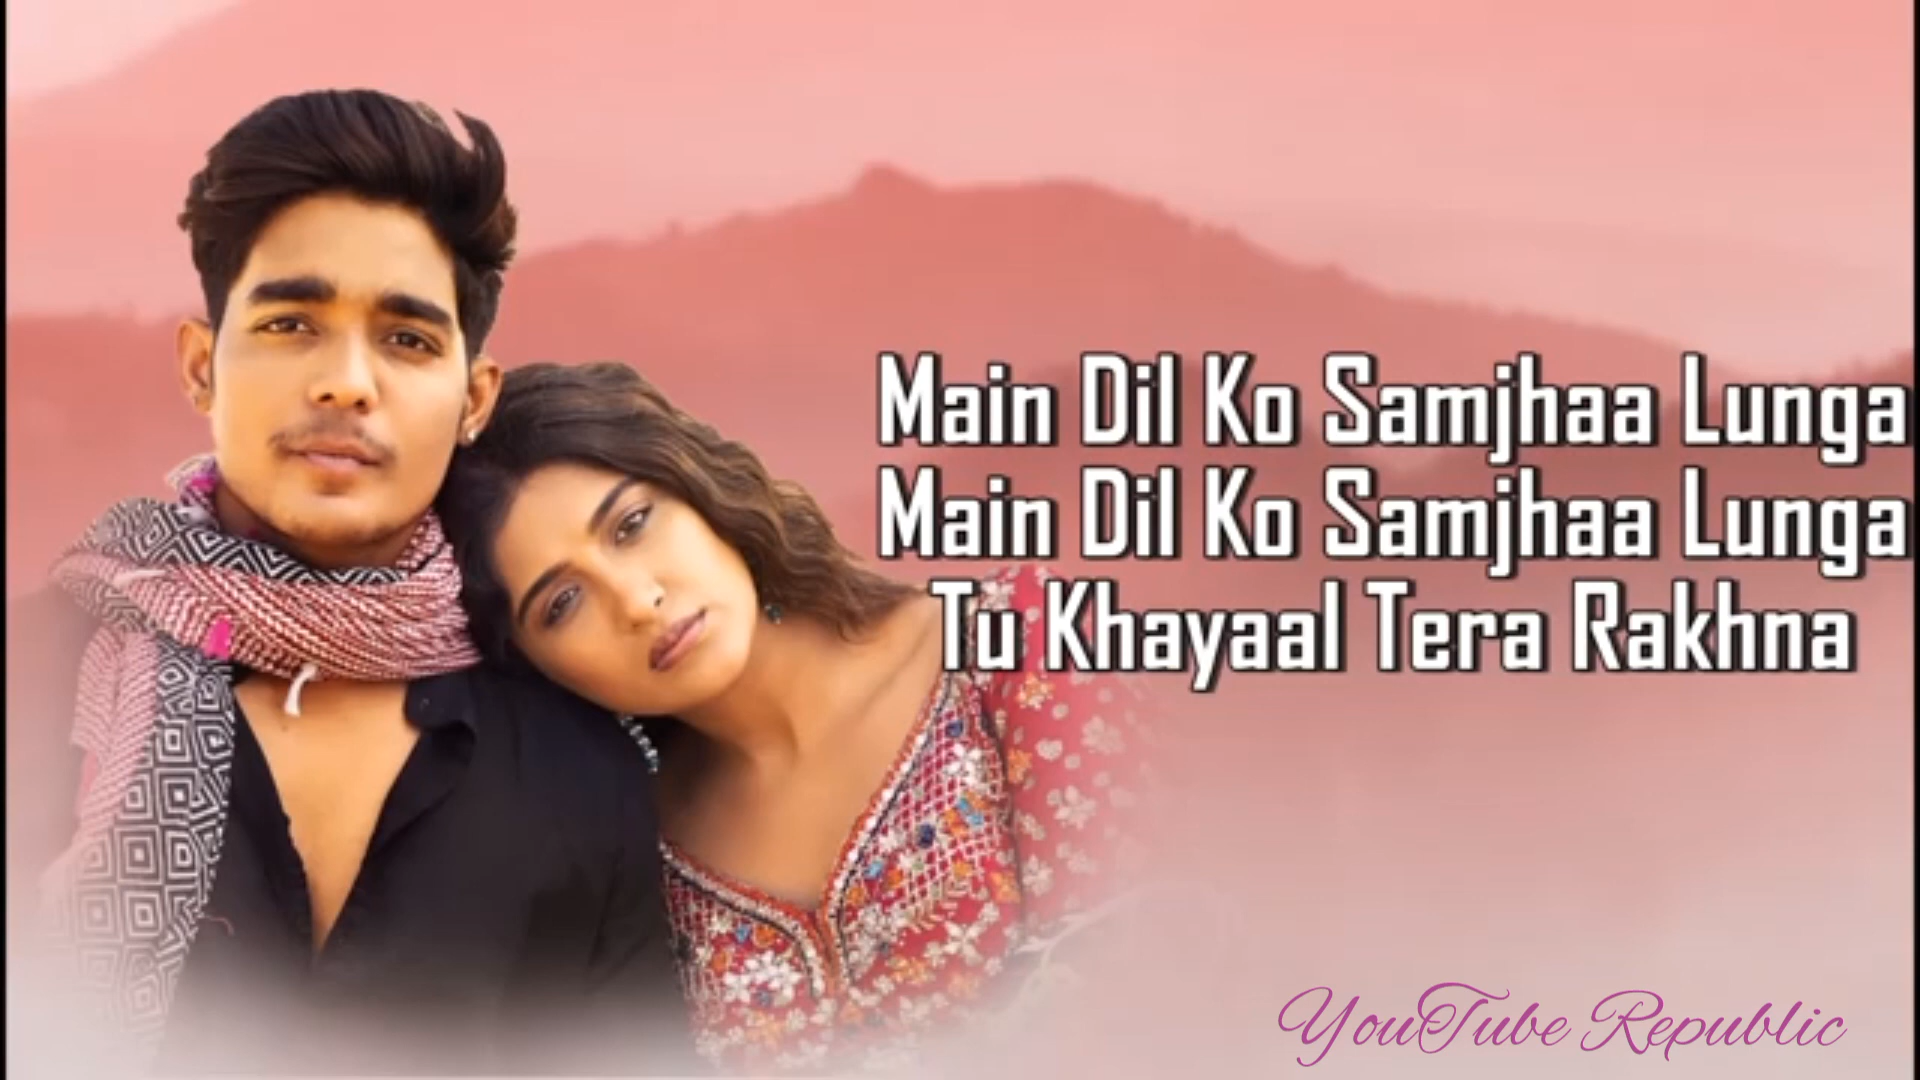 Main Dil Ko Samjhaa Lunga
Main Dil Ko Samjhaa Lunga
Tu Khayaal Tera Rakhna
YouTube Republic